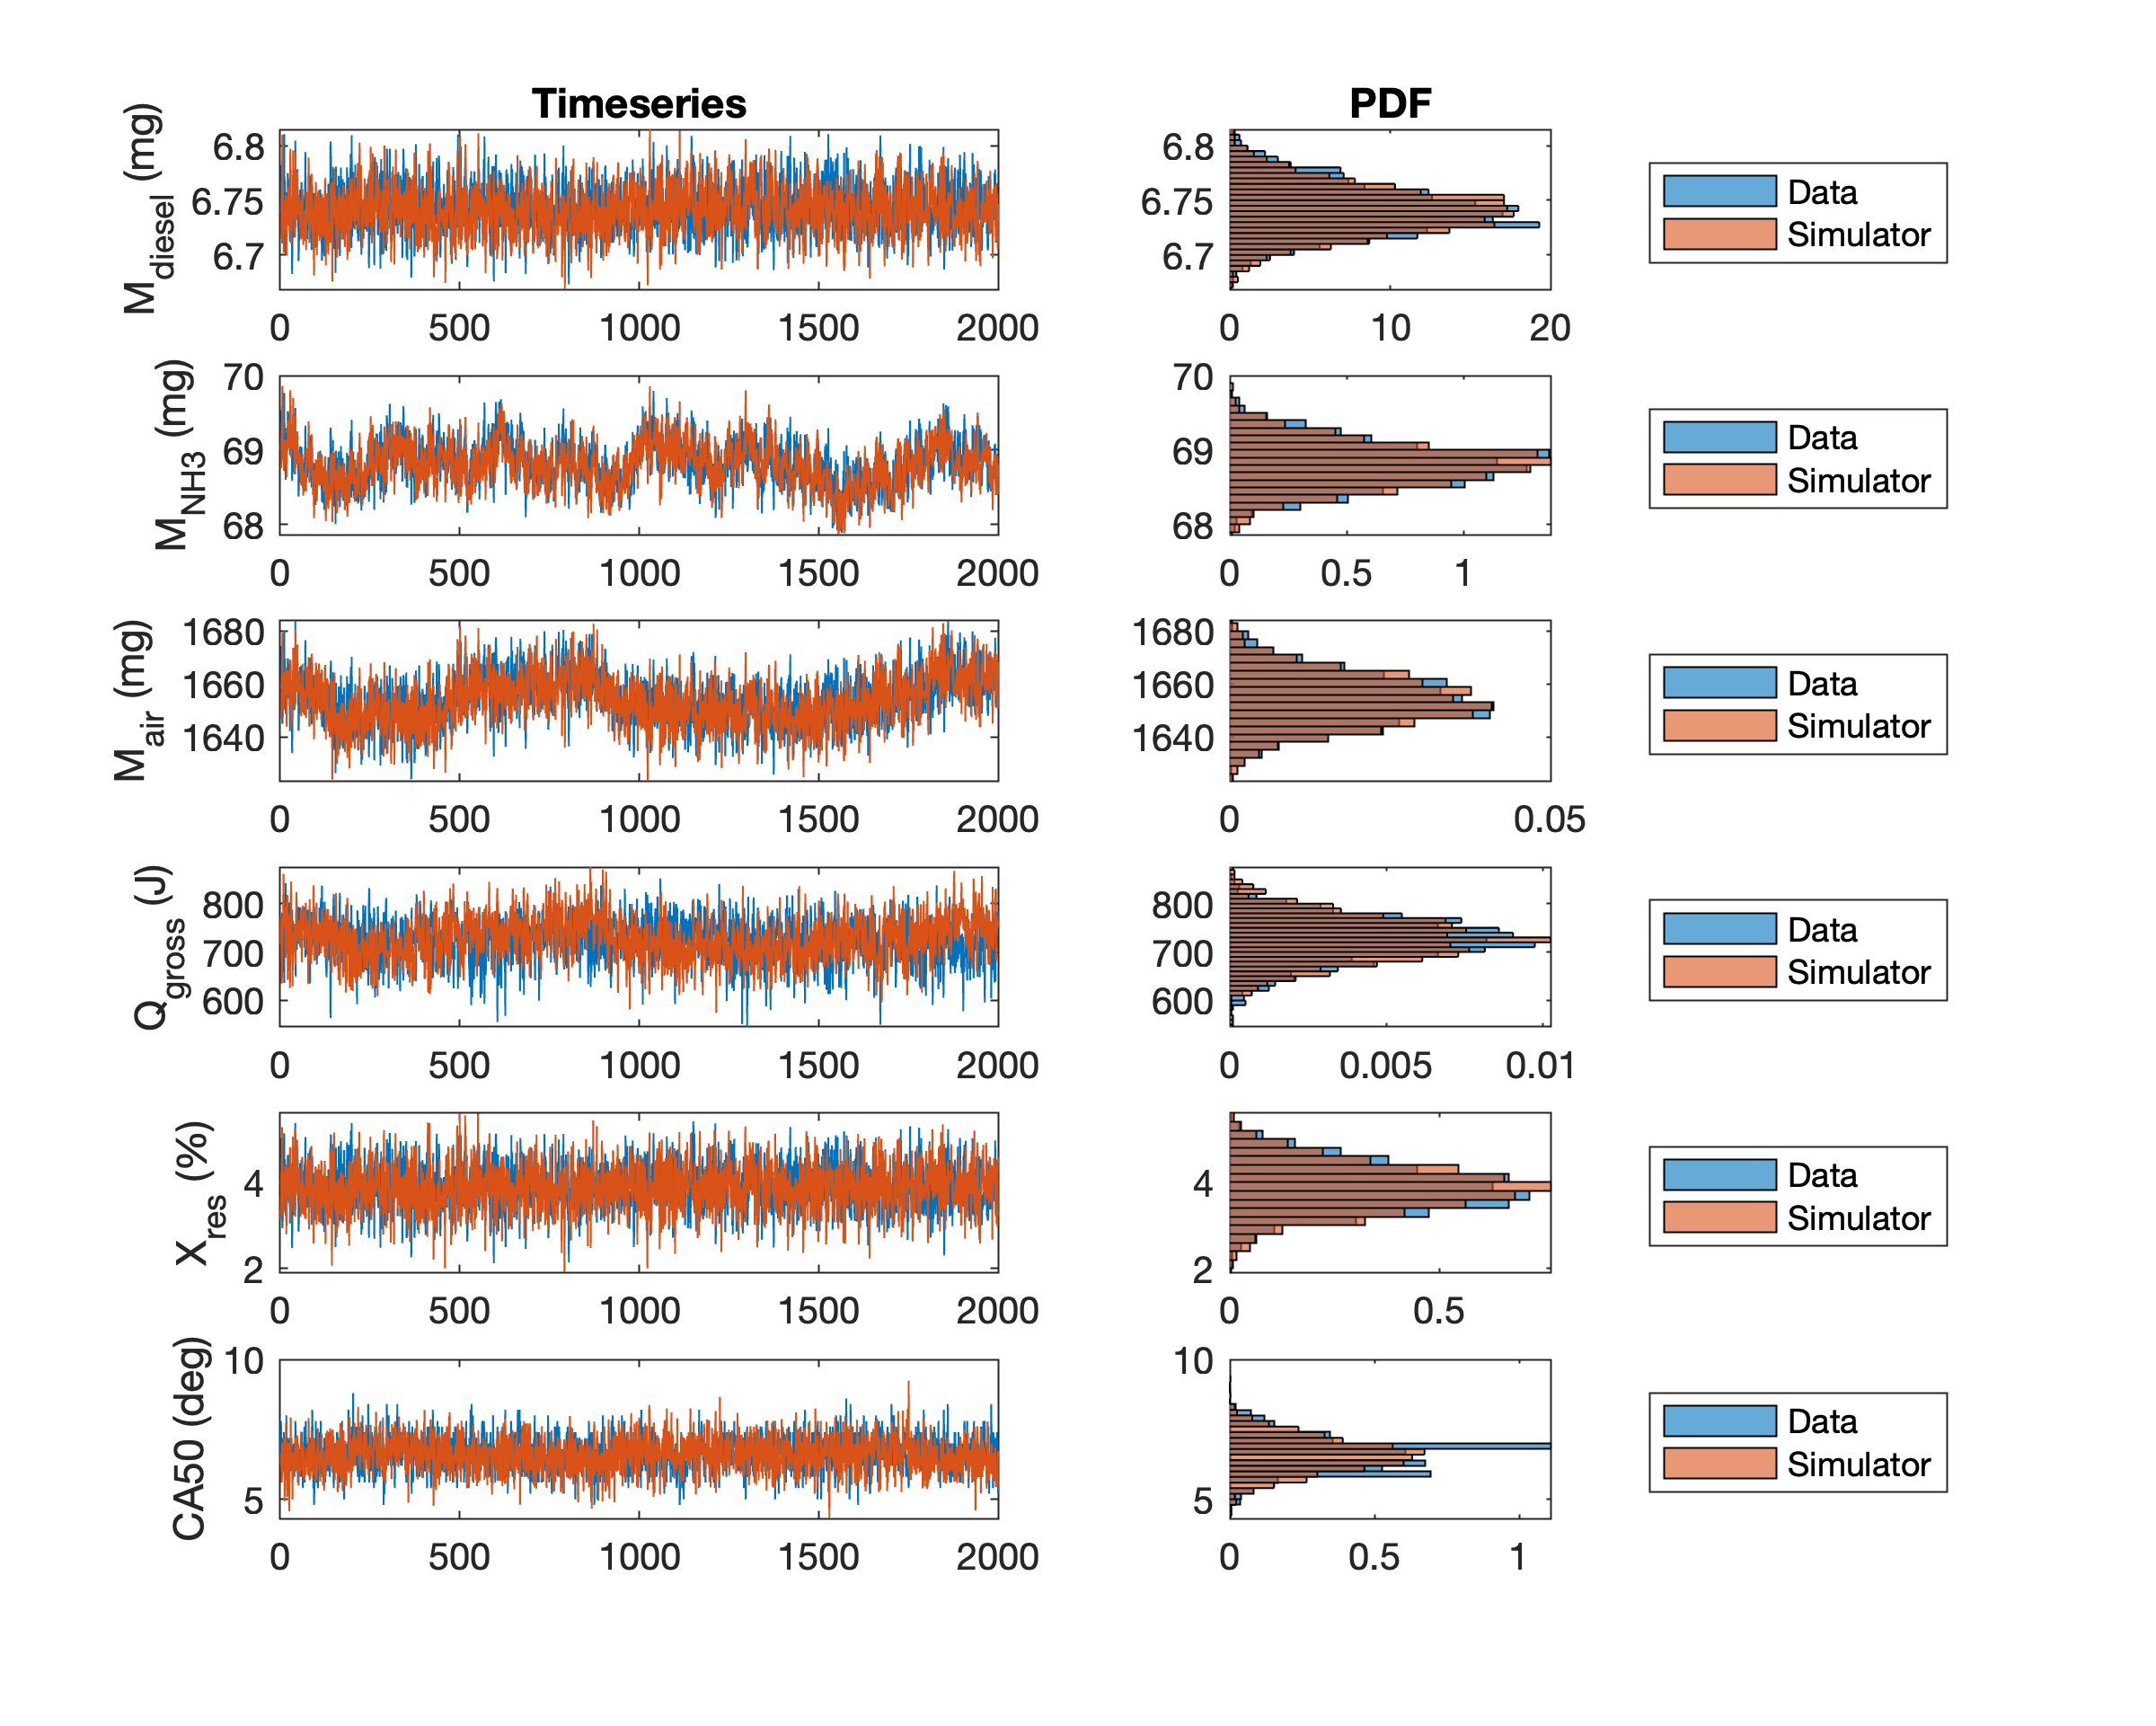 Timeseries PDF
M_diesel (mg)
6.8
6.75
6.7
0 500 1000 1500 2000
6.8
6.75
6.7
0 10 20
Data
Simulator
M_NH3 (mg)
70
69
68
0 500 1000 1500 2000
70
69
68
0 0.5 1
Data
Simulator
M_air (mg)
1680
1660
1640
0 500 1000 1500 2000
1680
1660
1640
0 0.05
Data
Simulator
Q_gross (J)
800
700
600
0 500 1000 1500 2000
800
700
600
0 0.005 0.01
Data
Simulator
X_res (%)
4
2
0 500 1000 1500 2000
4
2
0 0.5
Data
Simulator
CA50 (deg)
10
5
0 500 1000 1500 2000
10
5
0 0.5 1
Data
Simulator